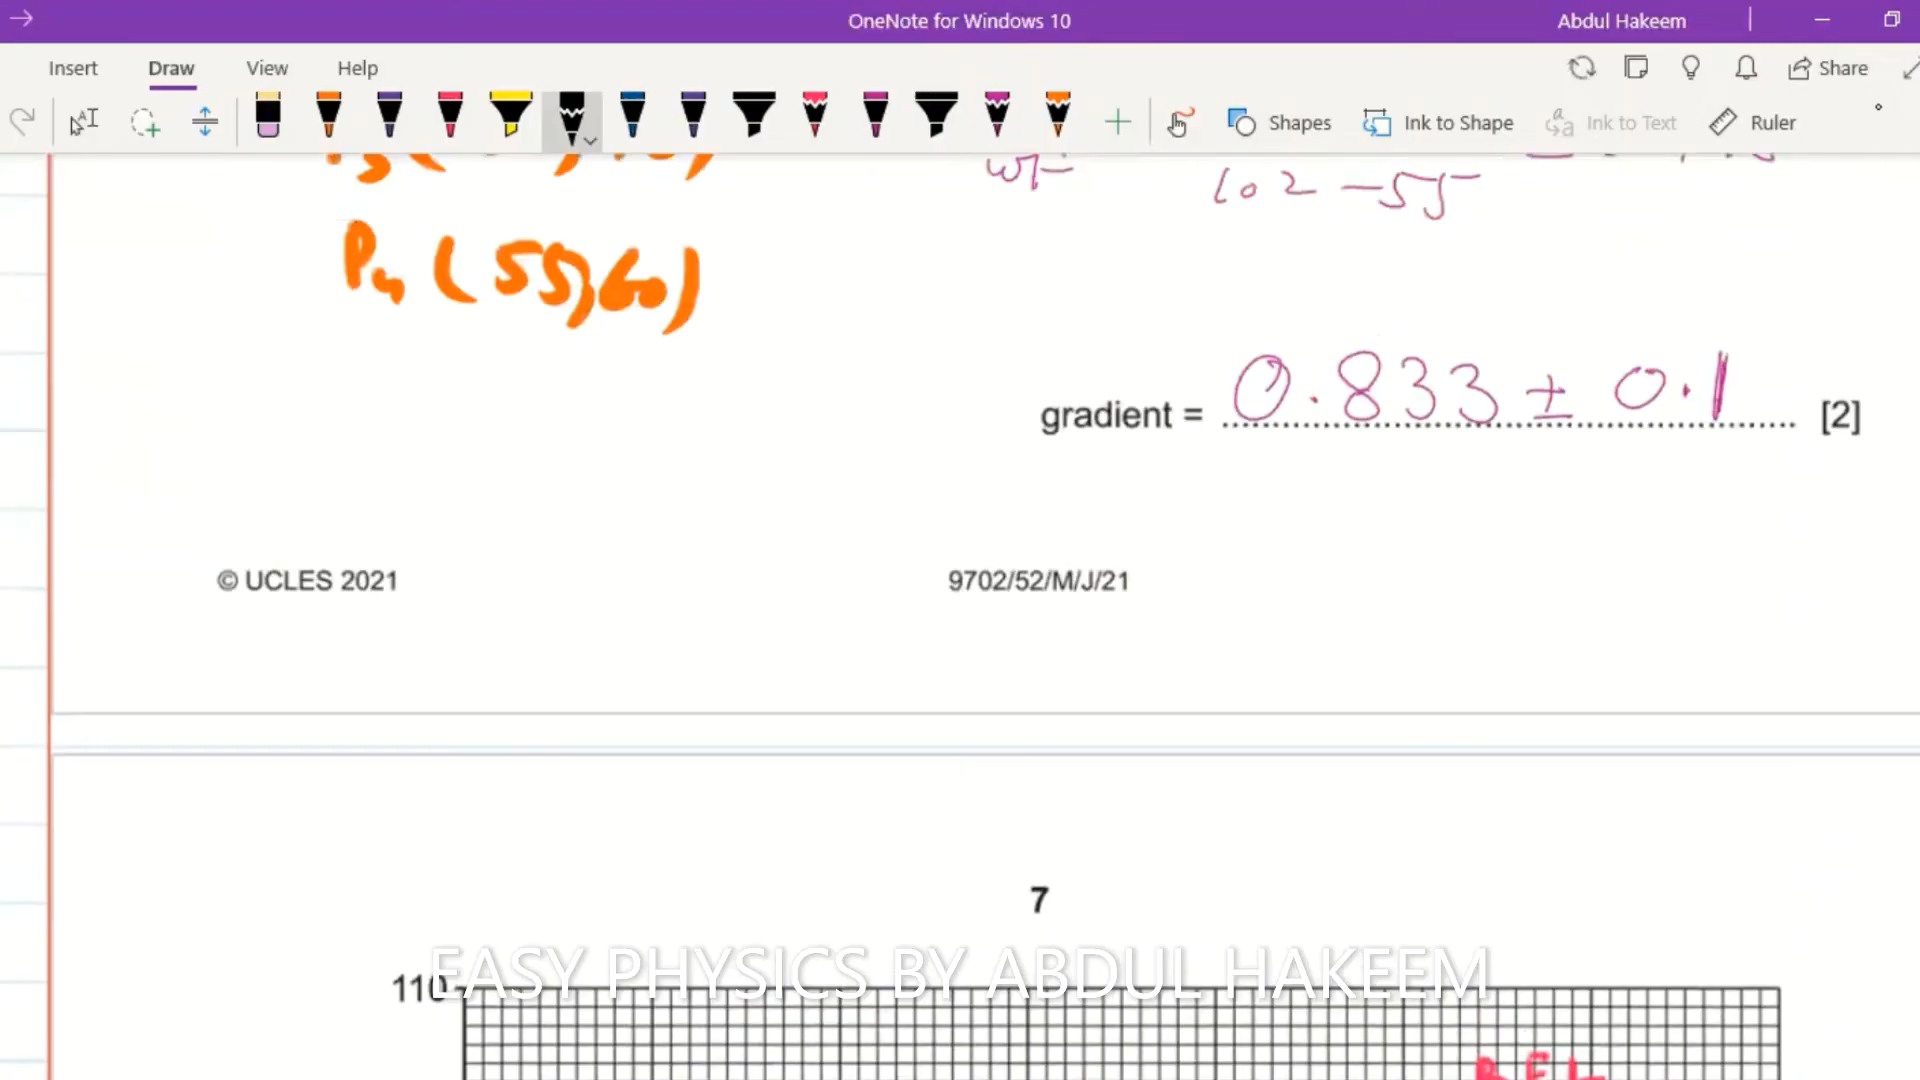 OneNote for Windows 10
Abdul Hakeem
Insert Draw View Help
Share
Shapes Ink to Shape Ink to Text Ruler
102 - 55
P4 (55,60)
gradient = 0.833 ± 0.1 [2]
© UCLES 2021
9702/52/M/J/21
7
EASY PHYSICS BY ABDUL HAKEEM
110